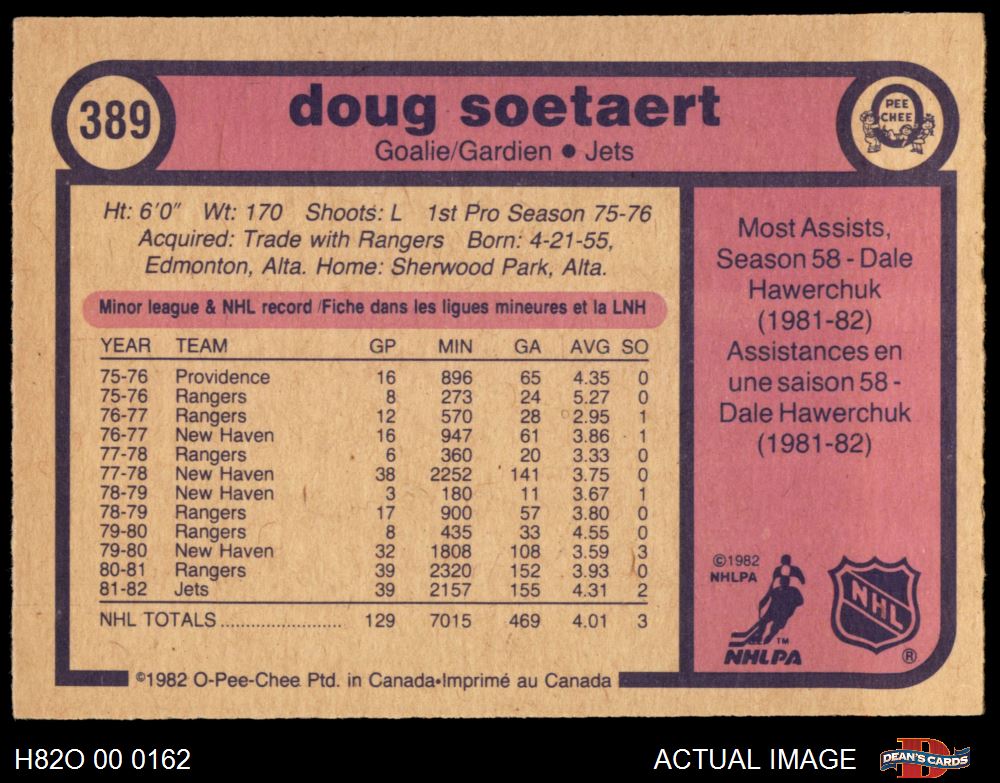 389
doug soetaert
Goalie/Gardien ● Jets
PEE
CHEE
Ht: 6'0" Wt: 170 Shoots: L 1st Pro Season 75-76
Acquired: Trade with Rangers Born: 4-21-55,
Edmonton, Alta. Home: Sherwood Park, Alta.
Minor league & NHL record /Fiche dans les ligues mineures et la LNH
YEAR TEAM GP MIN GA AVG SO
75-76 Providence 16 896 65 4.35 0
75-76 Rangers 8 273 24 5.27 0
76-77 Rangers 12 570 28 2.95 1
76-77 New Haven 16 947 61 3.86 1
77-78 Rangers 6 360 20 3.33 0
77-78 New Haven 38 2252 141 3.75 0
78-79 New Haven 3 180 11 3.67 1
78-79 Rangers 17 900 57 3.80 0
79-80 Rangers 8 435 33 4.55 0
79-80 New Haven 32 1808 108 3.59 3
80-81 Rangers 39 2320 152 3.93 0
81-82 Jets 39 2157 155 4.31 2
NHL TOTALS....................... 129 7015 469 4.01 3
Most Assists,
Season 58 - Dale
Hawerchuk
(1981-82)
Assistances en
une saison 58 -
Dale Hawerchuk
(1981-82)
©1982
NHLPA
TM
NHLPA
NHL
®
©1982 O-Pee-Chee Ptd. in Canada•Imprimé au Canada
H82O 00 0162
ACTUAL IMAGE
D
DEAN'S CARDS